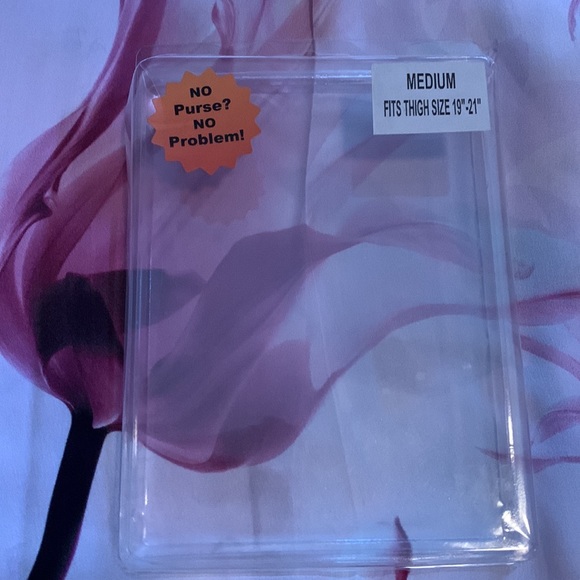 NO
Purse?
NO
Problem!
MEDIUM
FITS THIGH SIZE 19"-21"